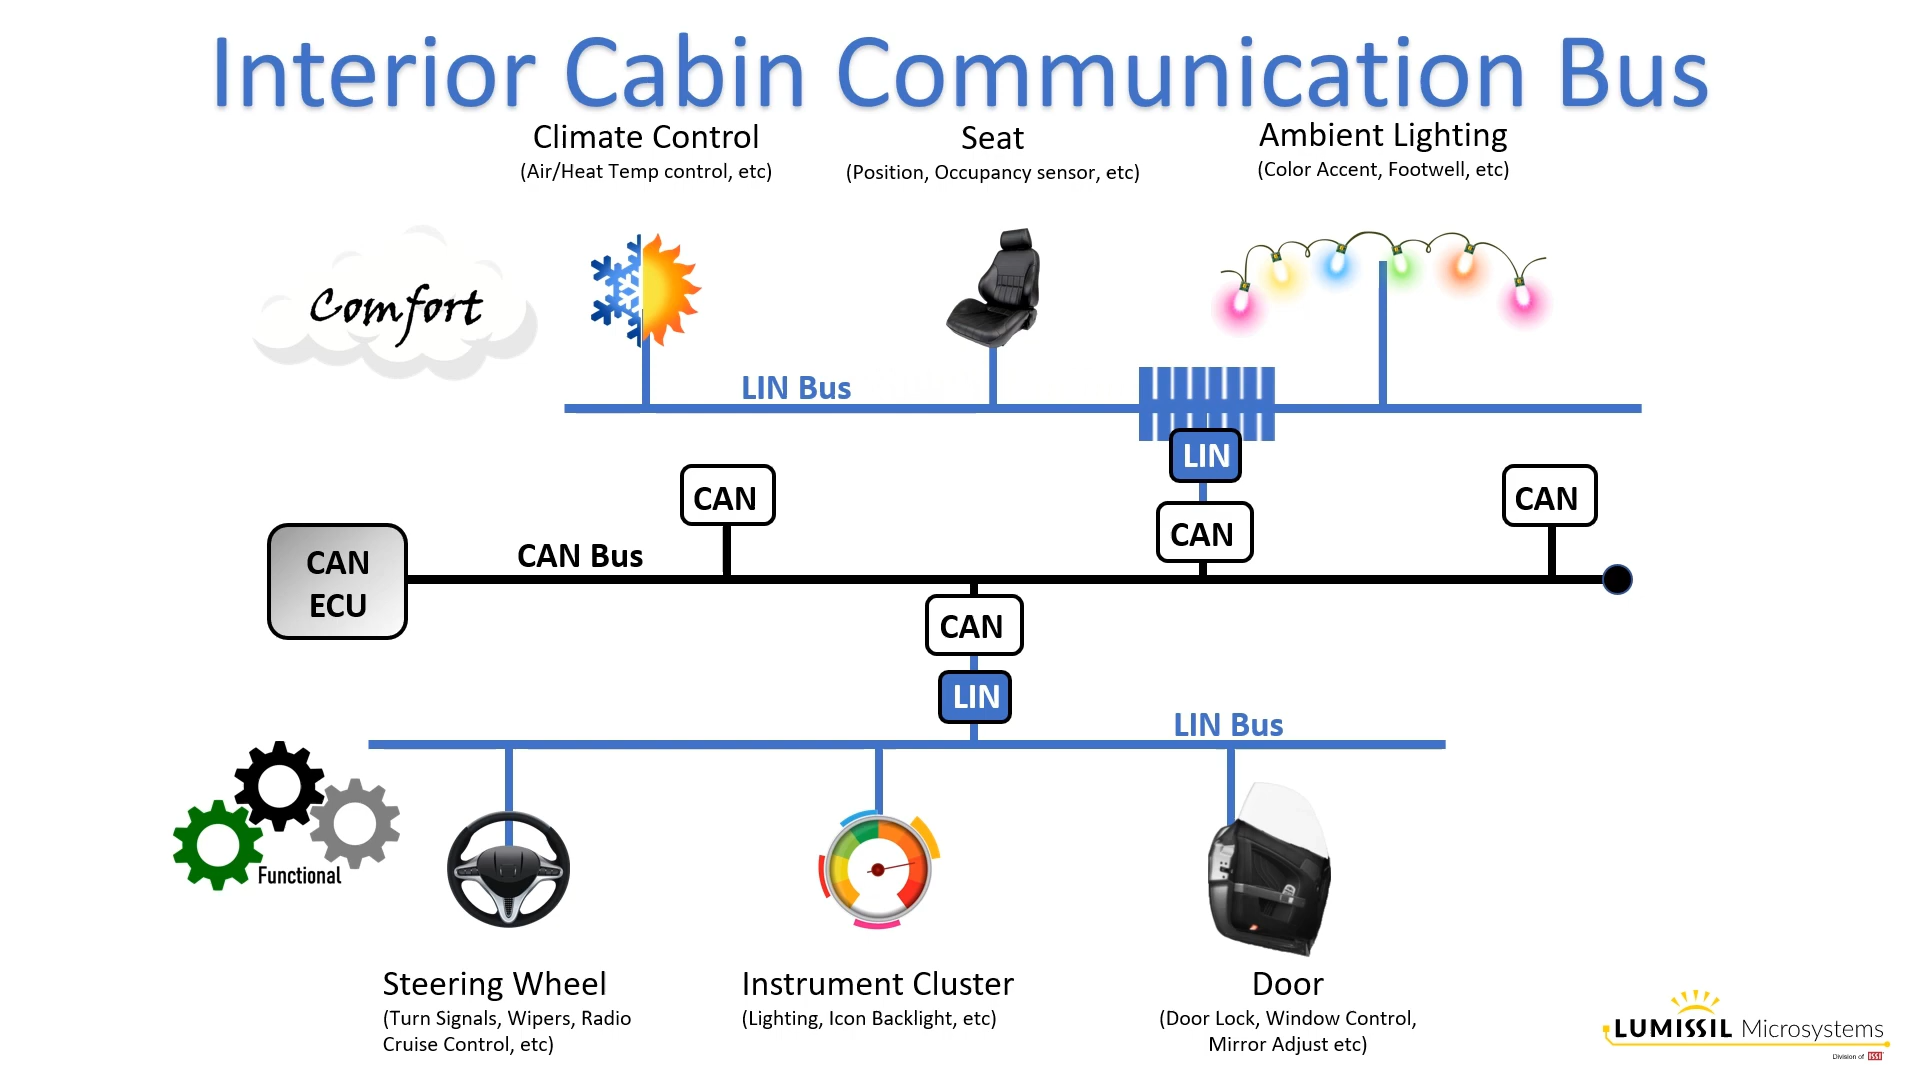 Interior Cabin Communication Bus
Climate Control
(Air/Heat Temp control, etc)
Seat
(Position, Occupancy sensor, etc)
Ambient Lighting
(Color Accent, Footwell, etc)
Comfort
LIN Bus
LIN
CAN
CAN
CAN
CAN
ECU
CAN Bus
CAN
LIN
LIN Bus
Functional
Steering Wheel
(Turn Signals, Wipers, Radio
Cruise Control, etc)
Instrument Cluster
(Lighting, Icon Backlight, etc)
Door
(Door Lock, Window Control,
Mirror Adjust etc)
LUMISSIL Microsystems
Division of ISSI